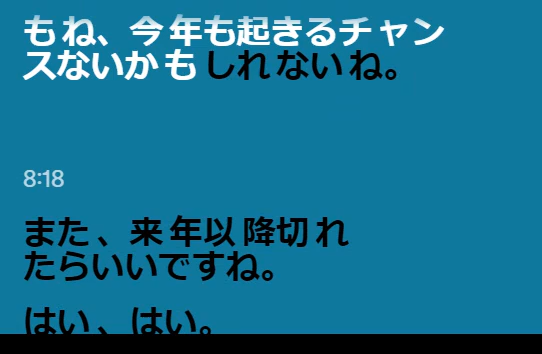 もね、今年も起きるチャン
スないかもしれないね。
8:18
また、来年以降切れ
たらいいですね。
はい、はい。